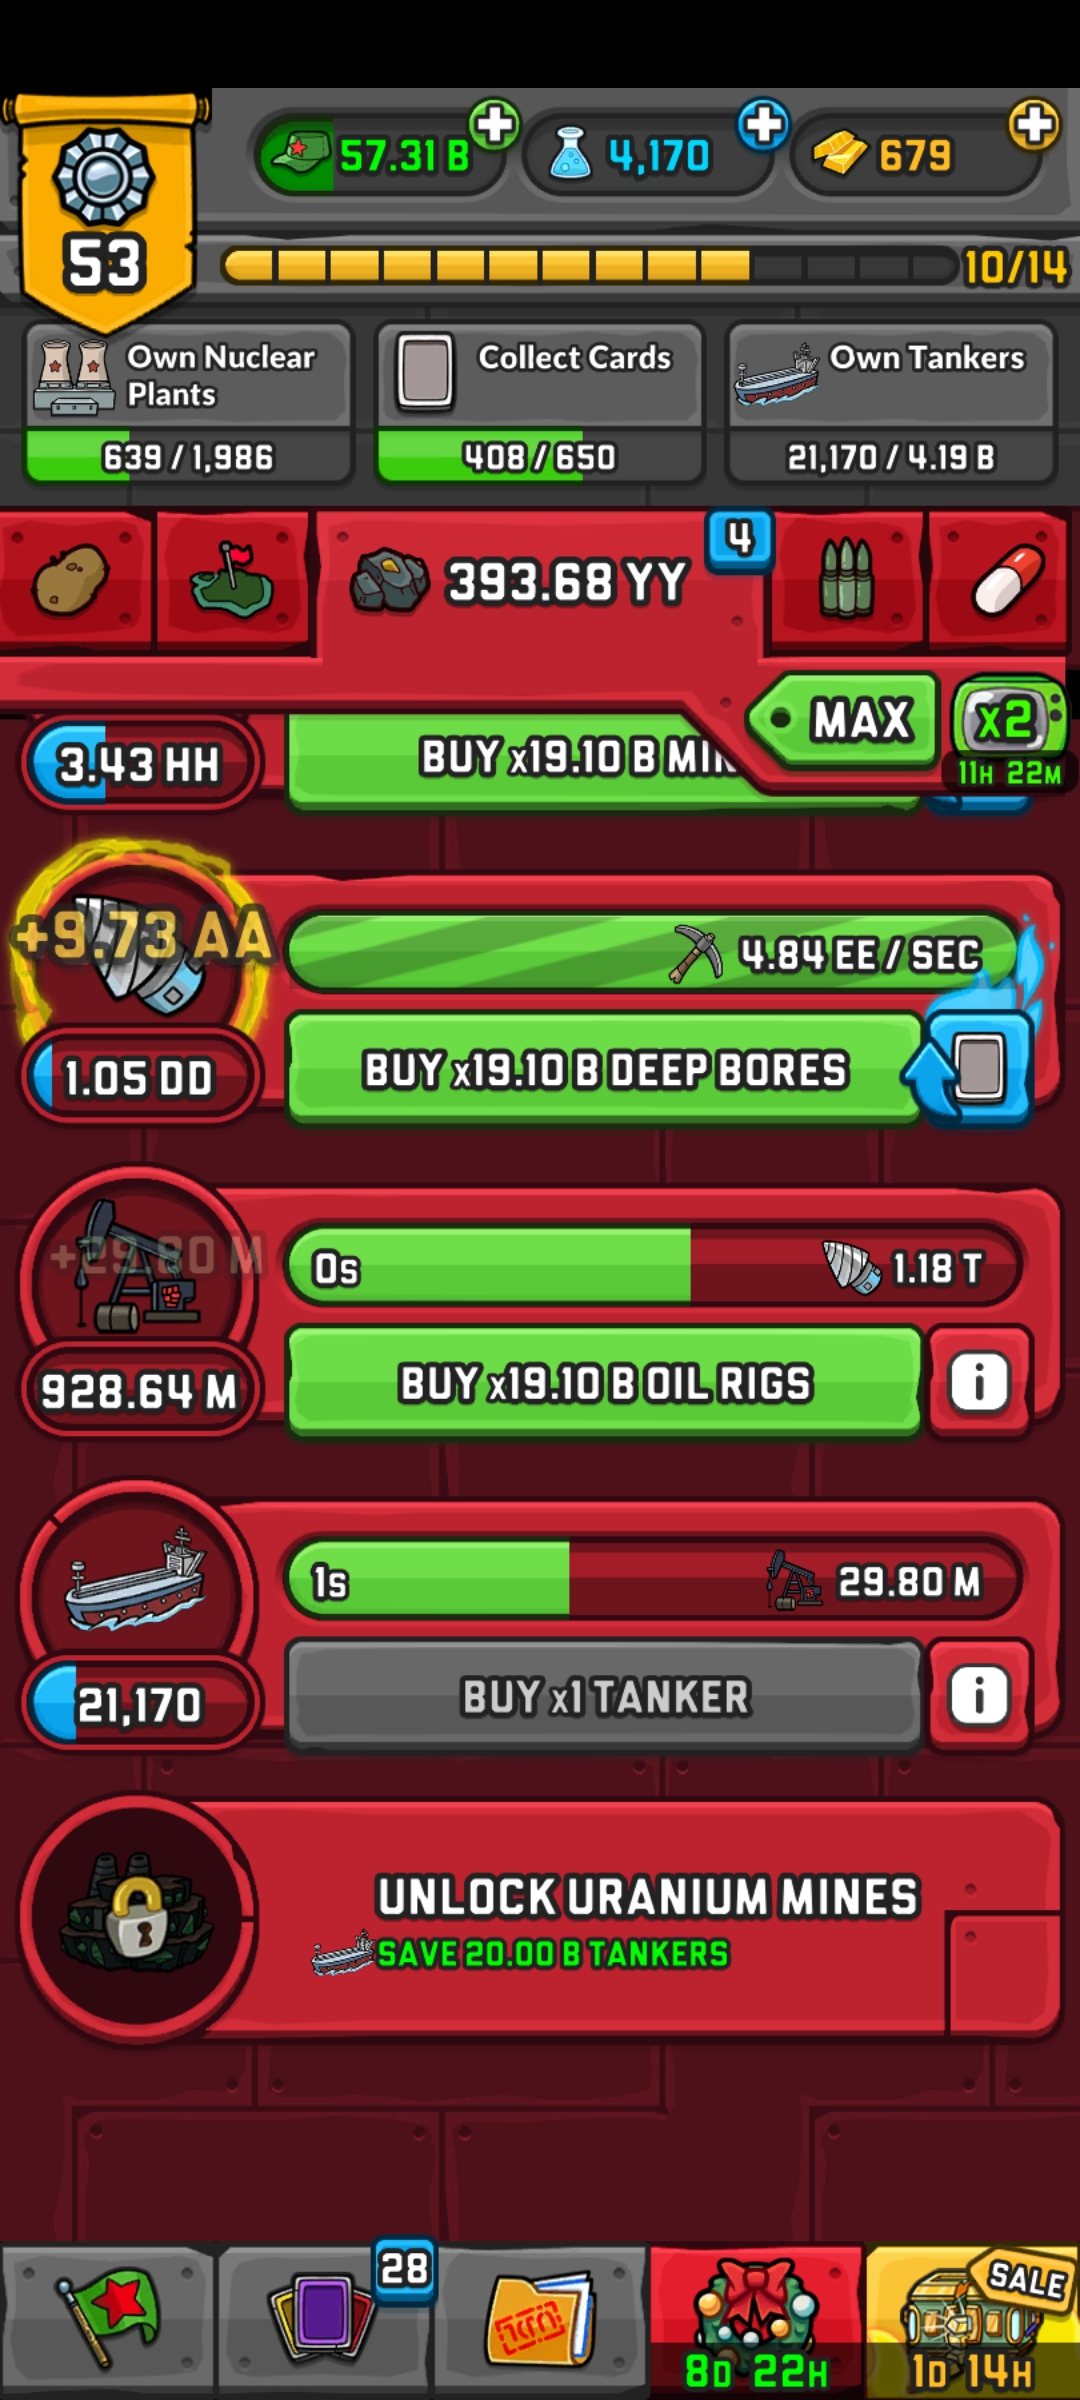 57.31 B
4,170
679
53
10/14
Own Nuclear
Plants
639 / 1,986
Collect Cards
408 / 650
Own Tankers
21,170 / 4.19 B
393.68 YY
4
MAX
x2
11H 22M
3.43 HH
BUY x19.10 B
+9.73 AA
4.84 EE / SEC
1.05 DD
BUY x19.10 B DEEP BORES
+29.80 M
0s
1.18 T
928.64 M
BUY x19.10 B OIL RIGS
i
1s
29.80 M
21,170
BUY x1 TANKER
i
UNLOCK URANIUM MINES
SAVE 20.00 B TANKERS
28
SALE
8D 22H
1D 14H